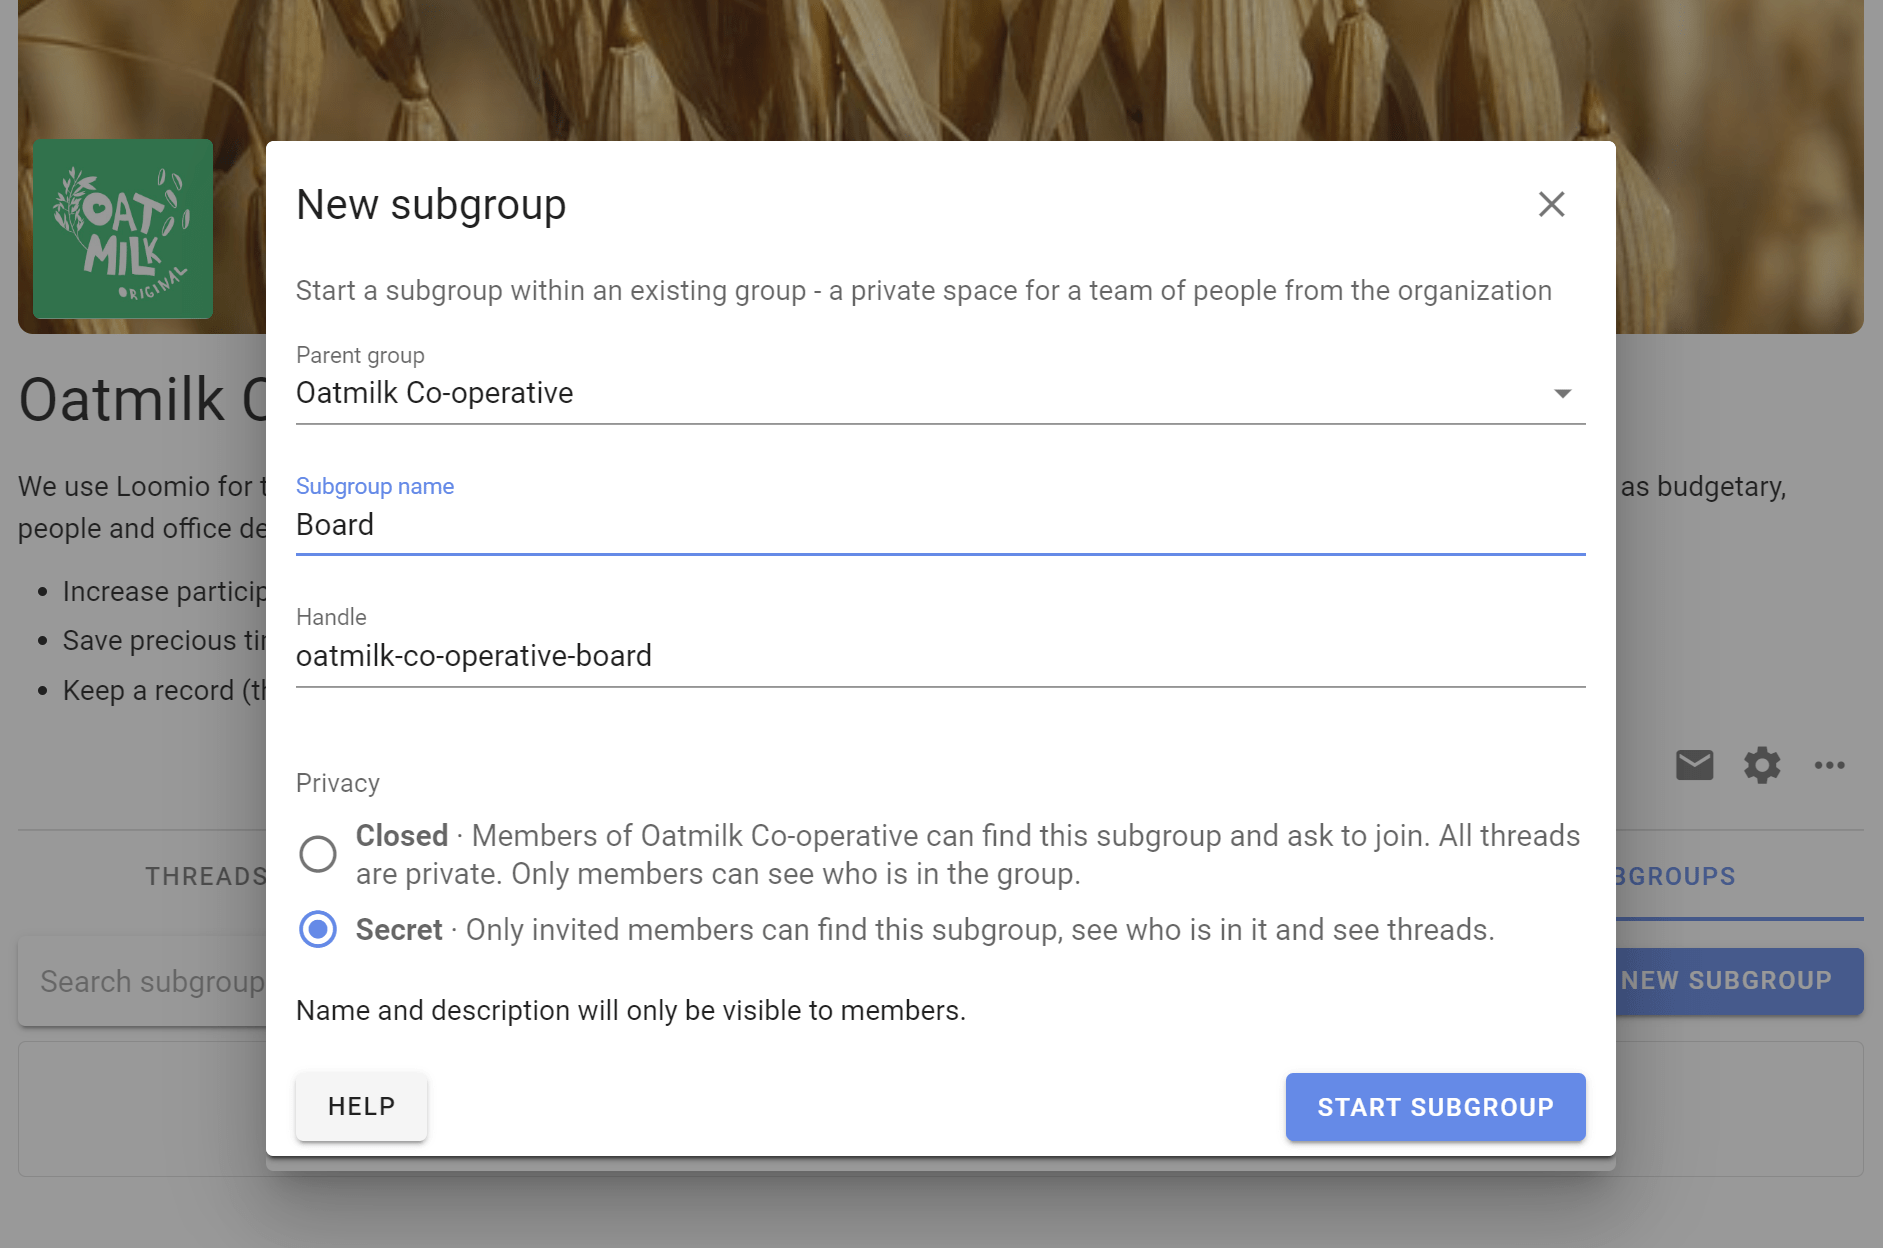 OAT
MILK
ORIGINAL
New subgroup
Start a subgroup within an existing group - a private space for a team of people from the organization
Parent group
Oatmilk Co-operative
Oatmilk C
Subgroup name
We use Loomio for t
as budgetary,
Board
people and office de
Increase particip
Handle
Save precious ti
oatmilk-co-operative-board
Keep a record (th
Privacy
Closed · Members of Oatmilk Co-operative can find this subgroup and ask to join. All threads
are private. Only members can see who is in the group.
THREADS
BGROUPS
Secret · Only invited members can find this subgroup, see who is in it and see threads.
Search subgroup
NEW SUBGROUP
Name and description will only be visible to members.
HELP
START SUBGROUP